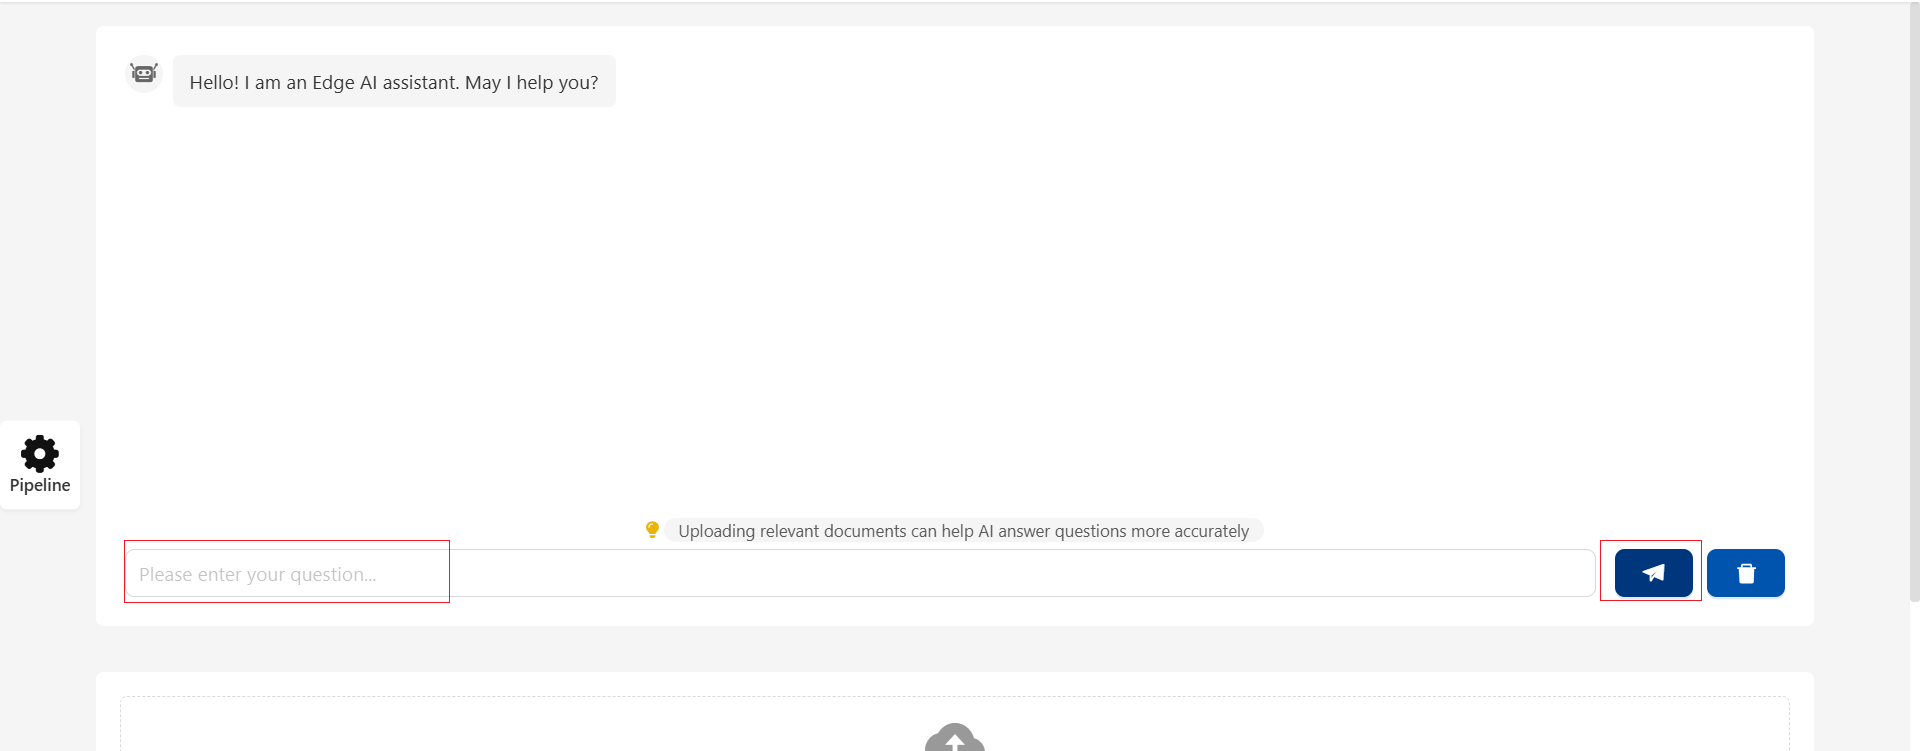 Hello! I am an Edge AI assistant. May I help you?
Pipeline
Uploading relevant documents can help AI answer questions more accurately
Please enter your question...